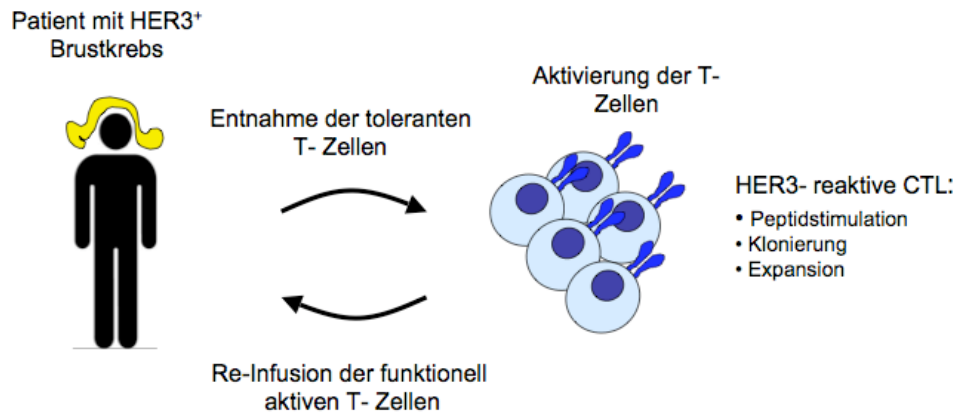 Patient mit HER3+
Brustkrebs
Entnahme der toleranten
T- Zellen
Aktivierung der T-
Zellen
HER3- reaktive CTL:
• Peptidstimulation
• Klonierung
• Expansion
Re-Infusion der funktionell
aktiven T- Zellen